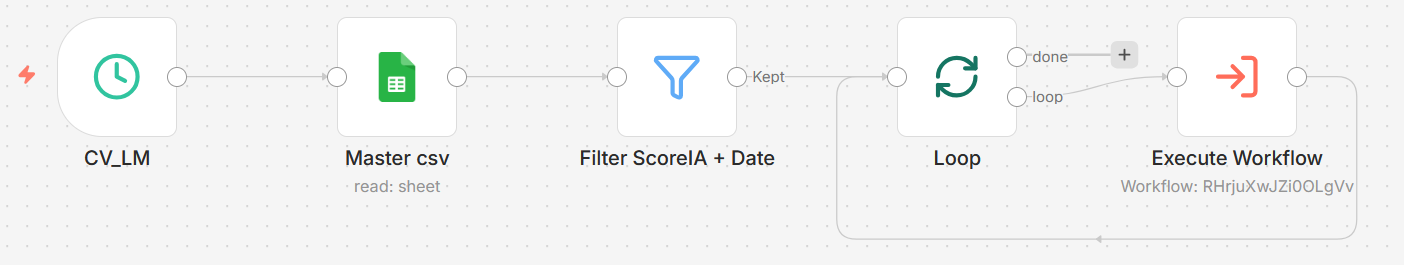 Kept
done
loop
CV_LM
Master csv
Filter ScoreIA + Date
Loop
Execute Workflow
read: sheet
Workflow: RHrjuXwJZi0OLgVv